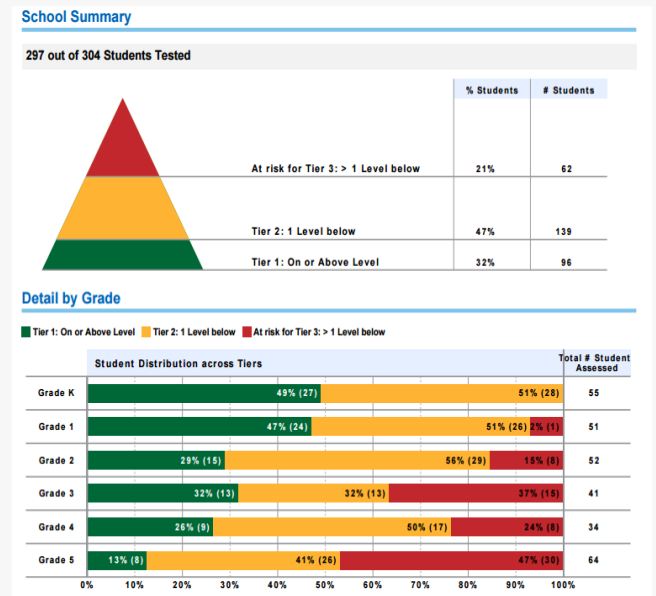 School Summary
297 out of 304 Students Tested
% Students # Students
At risk for Tier 3: > 1 Level below 21% 62
Tier 2: 1 Level below 47% 139
Tier 1: On or Above Level 32% 96
Detail by Grade
Tier 1: On or Above Level Tier 2: 1 Level below At risk for Tier 3: > 1 Level below
Student Distribution across Tiers Total # Student
Assessed
Grade K 49% (27) 51% (28) 55
Grade 1 47% (24) 51% (26) 2% (1) 51
Grade 2 29% (15) 56% (29) 15% (8) 52
Grade 3 32% (13) 32% (13) 37% (15) 41
Grade 4 26% (9) 50% (17) 24% (8) 34
Grade 5 13% (8) 41% (26) 47% (30) 64
0% 10% 20% 30% 40% 50% 60% 70% 80% 90% 100%